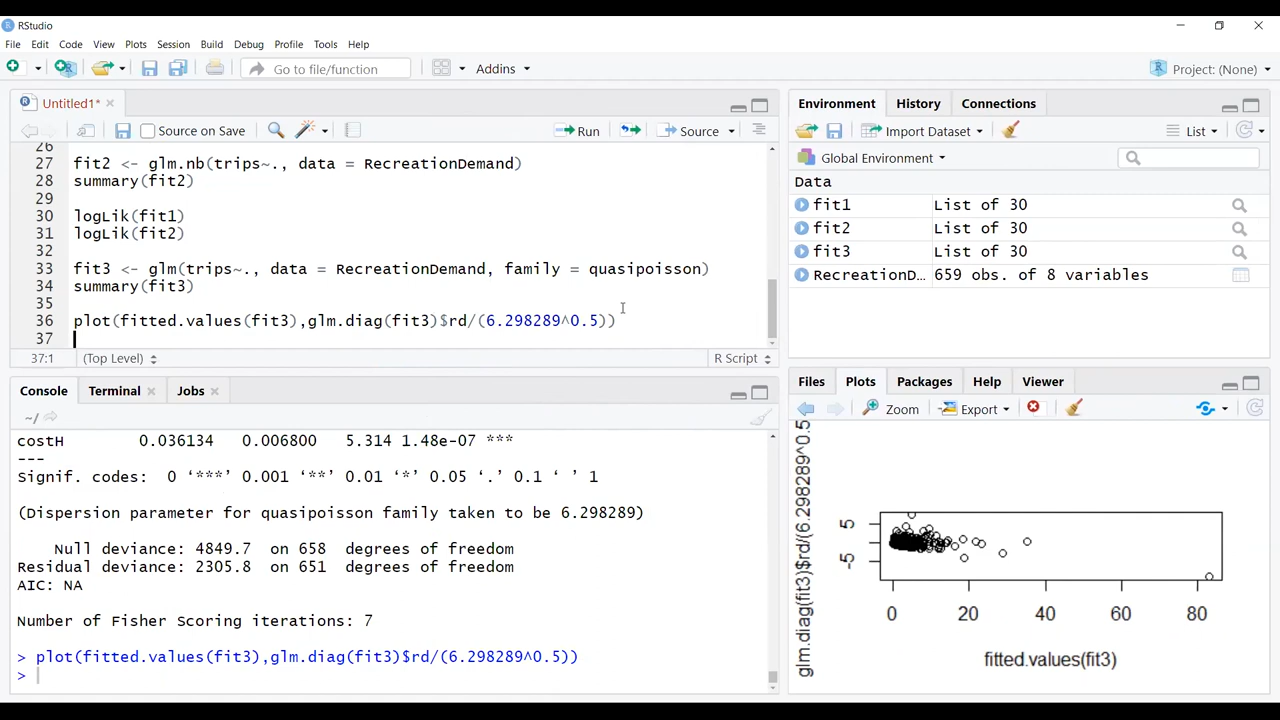 RStudio
File Edit Code View Plots Session Build Debug Profile Tools Help
Go to file/function Addins Project: (None)
Untitled1*
Source on Save Run Source
26
27 fit2 <- glm.nb(trips~., data = RecreationDemand)
28 summary(fit2)
29
30 logLik(fit1)
31 logLik(fit2)
32
33 fit3 <- glm(trips~., data = RecreationDemand, family = quasipoisson)
34 summary(fit3)
35
36 plot(fitted.values(fit3),glm.diag(fit3)$rd/(6.298289^0.5))
37
37:1 (Top Level) R Script
Console Terminal Jobs
~/
costH 0.036134 0.006800 5.314 1.48e-07 ***
---
Signif. codes: 0 ‘***’ 0.001 ‘**’ 0.01 ‘*’ 0.05 ‘.’ 0.1 ‘ ’ 1
(Dispersion parameter for quasipoisson family taken to be 6.298289)
Null deviance: 4849.7 on 658 degrees of freedom
Residual deviance: 2305.8 on 651 degrees of freedom
AIC: NA
Number of Fisher Scoring iterations: 7
> plot(fitted.values(fit3),glm.diag(fit3)$rd/(6.298289^0.5))
>
Environment History Connections
Import Dataset List
Global Environment
Data
fit1 List of 30
fit2 List of 30
fit3 List of 30
RecreationD… 659 obs. of 8 variables
Files Plots Packages Help Viewer
Zoom Export
glm.diag(fit3)$rd/(6.298289^0.5
5
-5
0 20 40 60 80
fitted.values(fit3)